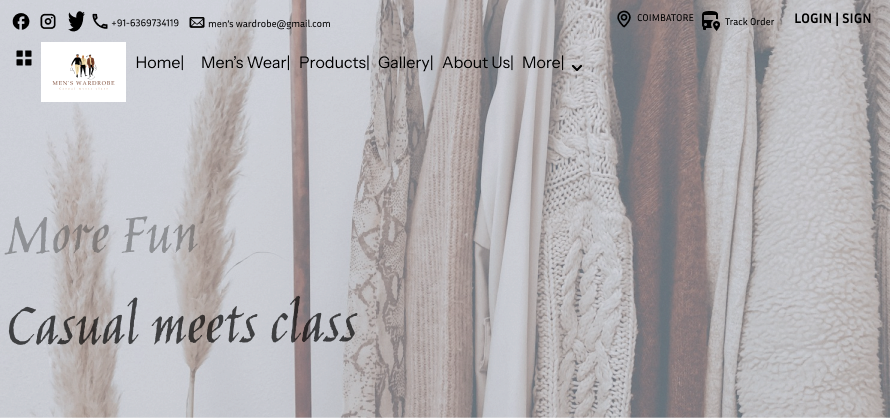 +91-6369734119 men's wardrobe@gmail.com COIMBATORE Track Order LOGIN | SIGN
MEN'S WARDROBE
Home| Men's Wear| Products| Gallery| About Us| More|
More Fun
Casual meets class